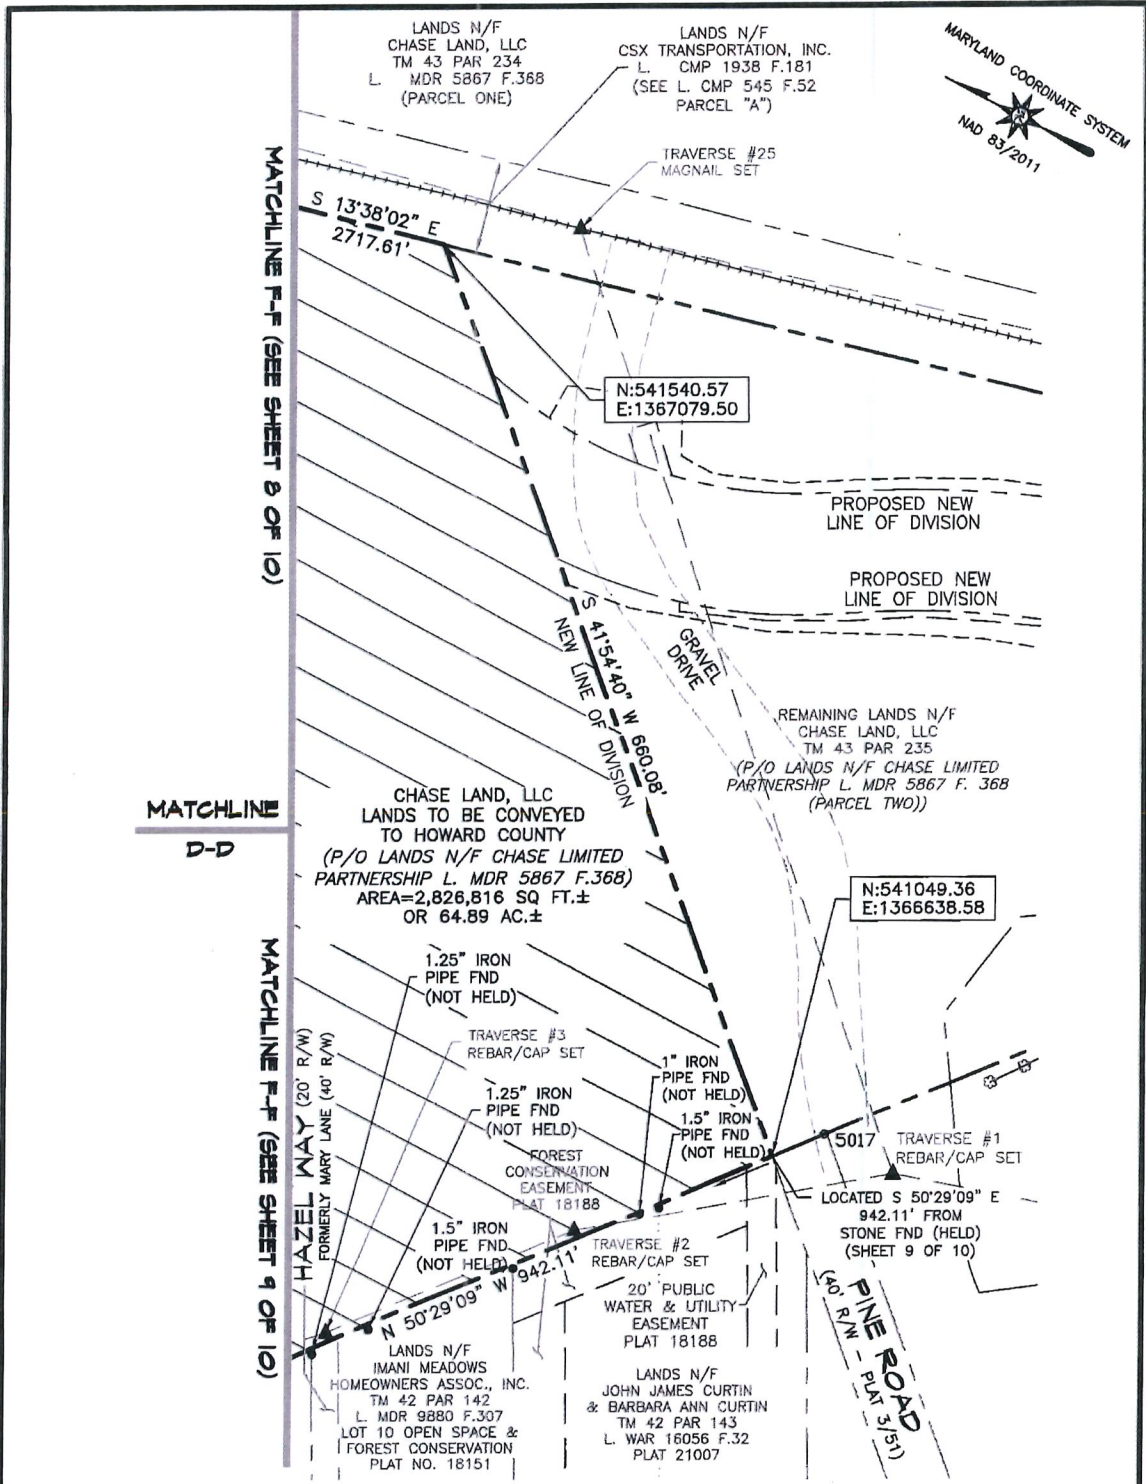 LANDS N/F
CHASE LAND, LLC
TM 43 PAR 234
L. MDR 5867 F.368
(PARCEL ONE)
LANDS N/F
CSX TRANSPORTATION, INC.
L. CMP 1938 F.181
(SEE L. CMP 545 F.52
PARCEL "A")
MARYLAND COORDINATE SYSTEM
NAD 83/2011
TRAVERSE #25
MAGNAIL SET
MATCHLINE F-F (SEE SHEET 8 OF 10)
S 13°38'02" E
2717.61'
N:541540.57
E:1367079.50
PROPOSED NEW
LINE OF DIVISION
PROPOSED NEW
LINE OF DIVISION
S 41°54'40" W 660.08'
NEW LINE OF DIVISION
GRAVEL
DRIVE
REMAINING LANDS N/F
CHASE LAND, LLC
TM 43 PAR 235
(P/O LANDS N/F CHASE LIMITED
PARTNERSHIP L. MDR 5867 F. 368
(PARCEL TWO))
MATCHLINE
D-D
CHASE LAND, LLC
LANDS TO BE CONVEYED
TO HOWARD COUNTY
(P/O LANDS N/F CHASE LIMITED
PARTNERSHIP L. MDR 5867 F.368)
AREA=2,826,816 SQ FT.±
OR 64.89 AC.±
N:541049.36
E:1366638.58
MATCHLINE F-F (SEE SHEET 9 OF 10)
1.25" IRON
PIPE FND
(NOT HELD)
TRAVERSE #3
REBAR/CAP SET
HAZEL WAY (20' R/W)
FORMERLY MARY LANE (40' R/W)
1.25" IRON
PIPE FND
(NOT HELD)
1" IRON
PIPE FND
(NOT HELD)
1.5" IRON
PIPE FND
(NOT HELD)
FOREST
CONSERVATION
EASEMENT
PLAT 18188
5017
TRAVERSE #1
REBAR/CAP SET
LOCATED S 50°29'09" E
942.11' FROM
STONE FND (HELD)
(SHEET 9 OF 10)
1.5" IRON
PIPE FND
(NOT HELD)
TRAVERSE #2
REBAR/CAP SET
N 50°29'09" W 942.11'
20' PUBLIC
WATER & UTILITY
EASEMENT
PLAT 18188
PINE ROAD
(40' R/W - PLAT 3/51)
LANDS N/F
IMANI MEADOWS
HOMEOWNERS ASSOC., INC.
TM 42 PAR 142
L. MDR 9880 F.307
LOT 10 OPEN SPACE &
FOREST CONSERVATION
PLAT NO. 18151
LANDS N/F
JOHN JAMES CURTIN
& BARBARA ANN CURTIN
TM 42 PAR 143
L. WAR 16056 F.32
PLAT 21007